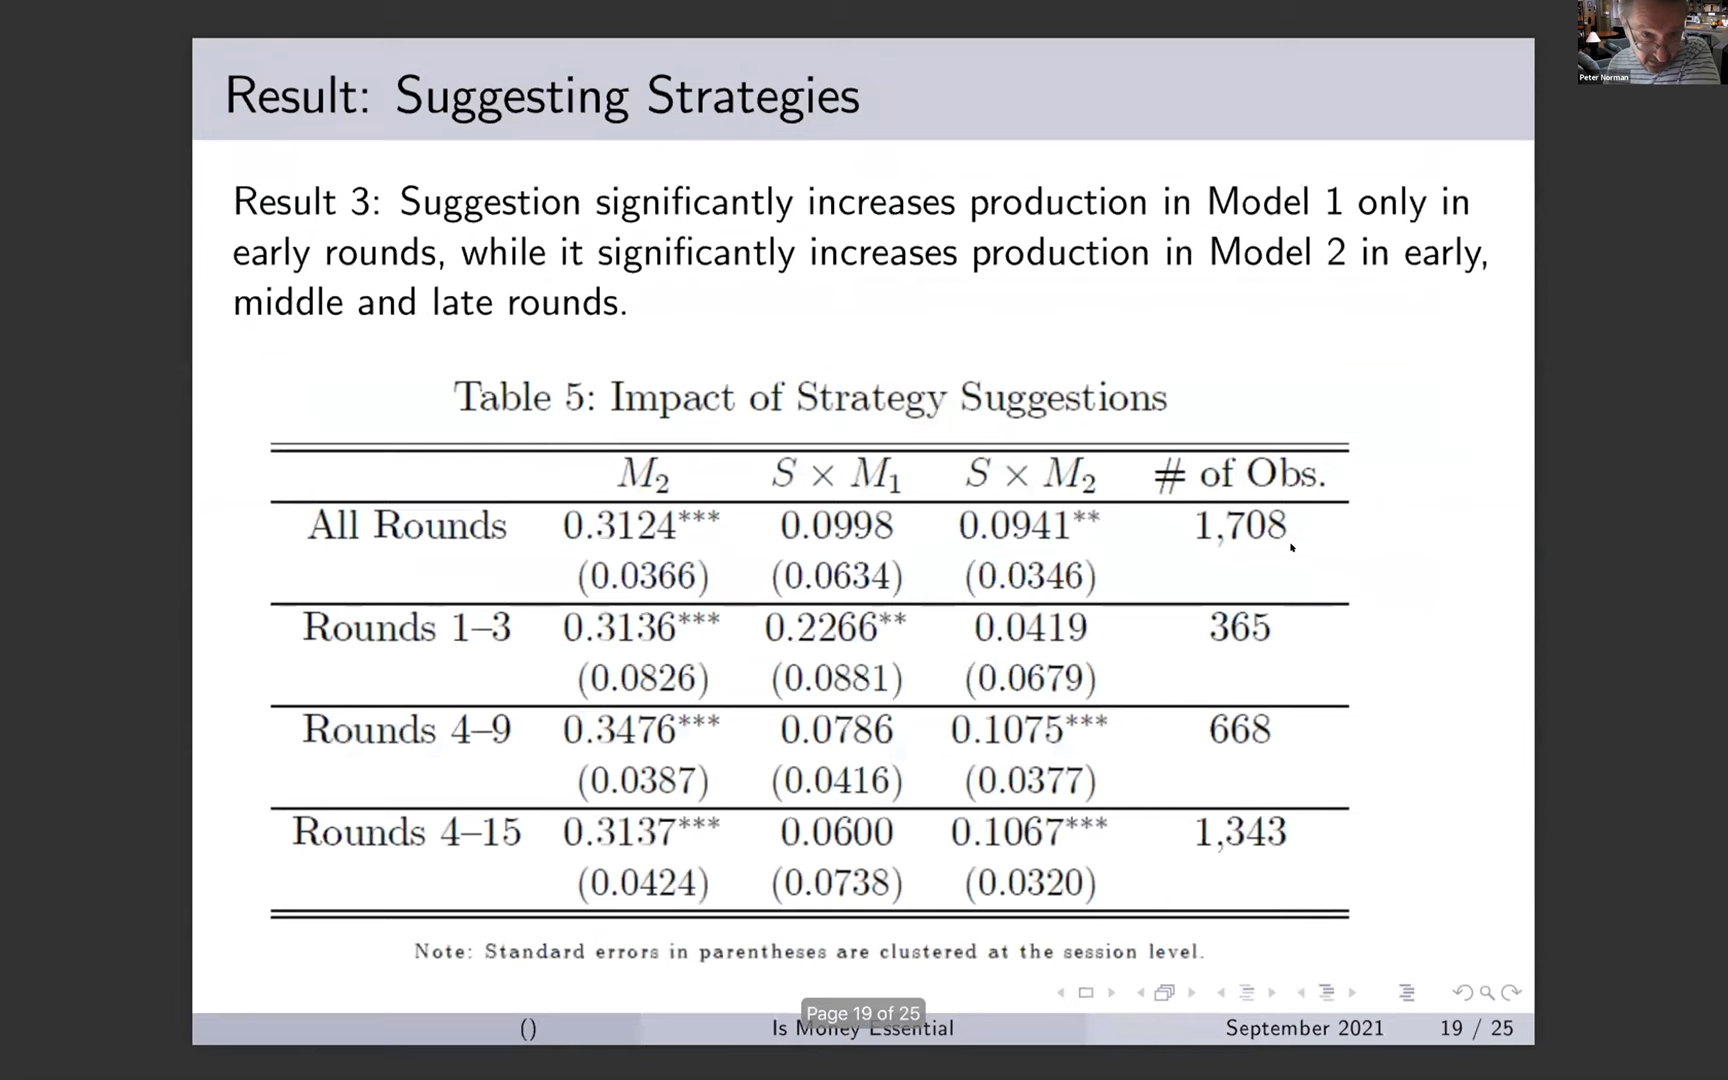 Peter Norman
Result: Suggesting Strategies
Result 3: Suggestion significantly increases production in Model 1 only in
early rounds, while it significantly increases production in Model 2 in early,
middle and late rounds.
Table 5: Impact of Strategy Suggestions
M₂ S × M₁ S × M₂ # of Obs.
All Rounds 0.3124*** 0.0998 0.0941** 1,708
(0.0366) (0.0634) (0.0346)
Rounds 1–3 0.3136*** 0.2266** 0.0419 365
(0.0826) (0.0881) (0.0679)
Rounds 4–9 0.3476*** 0.0786 0.1075*** 668
(0.0387) (0.0416) (0.0377)
Rounds 4–15 0.3137*** 0.0600 0.1067*** 1,343
(0.0424) (0.0738) (0.0320)
Note: Standard errors in parentheses are clustered at the session level.
Page 19 of 25
() Is Money Essential September 2021 19 / 25